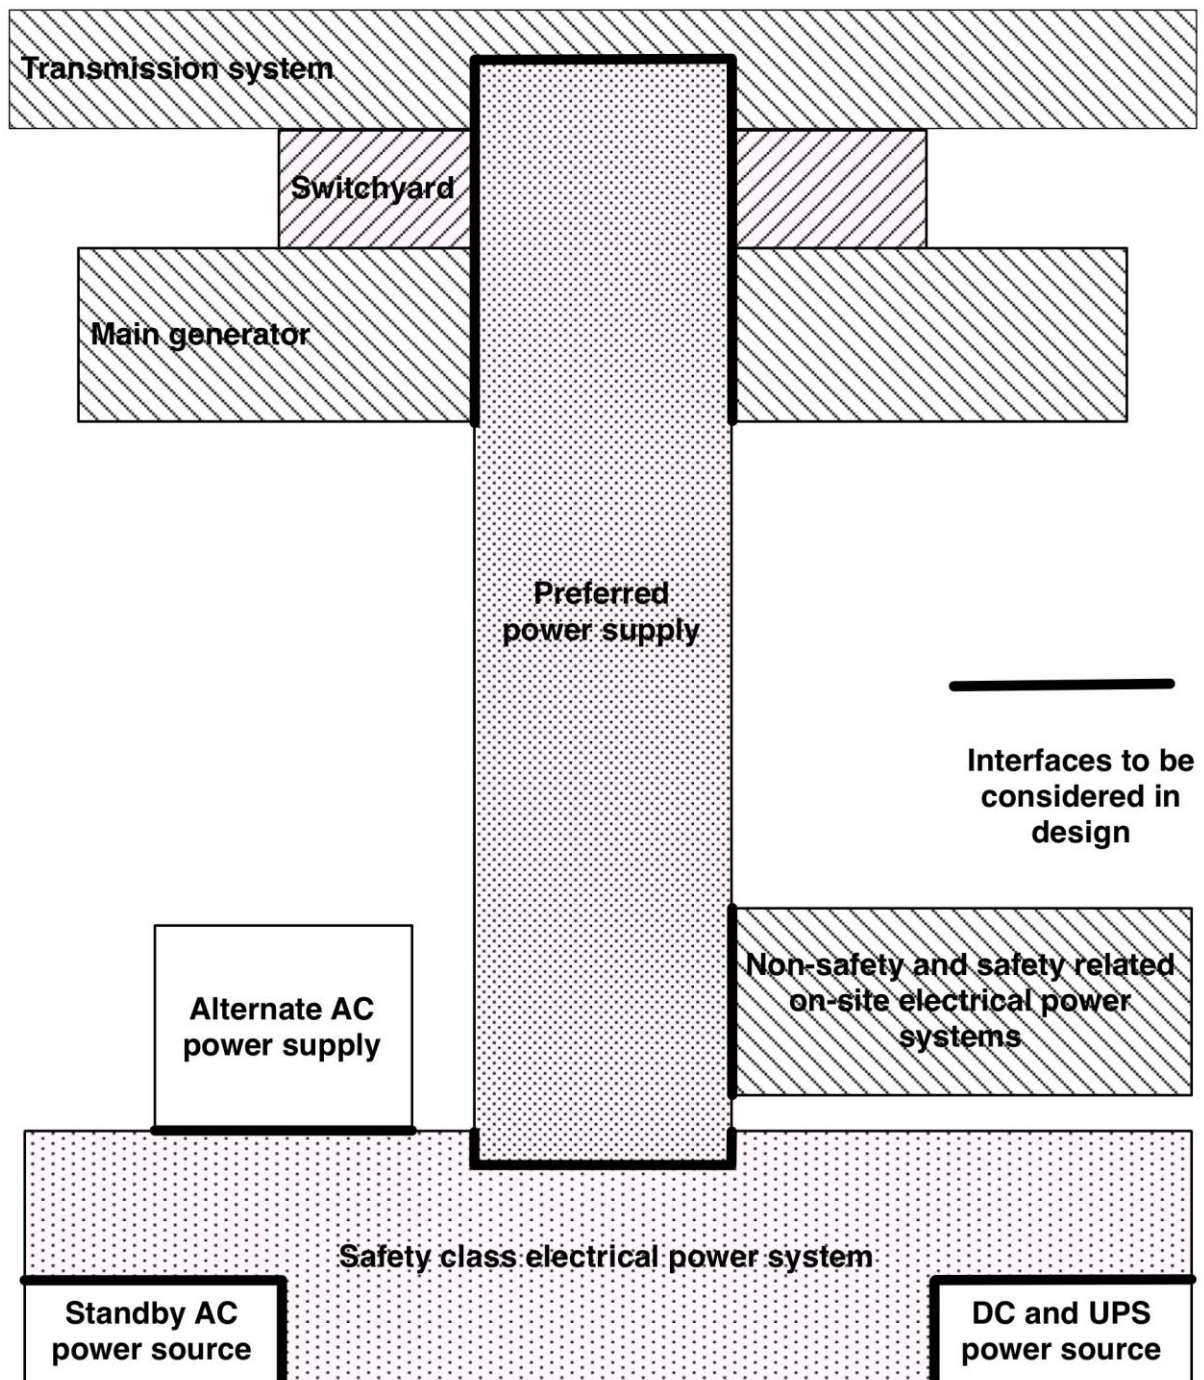 Transmission system
Switchyard
Main generator
Preferred
power supply
Interfaces to be
considered in
design
Non-safety and safety related
on-site electrical power
systems
Alternate AC
power supply
Safety class electrical power system
Standby AC
power source
DC and UPS
power source